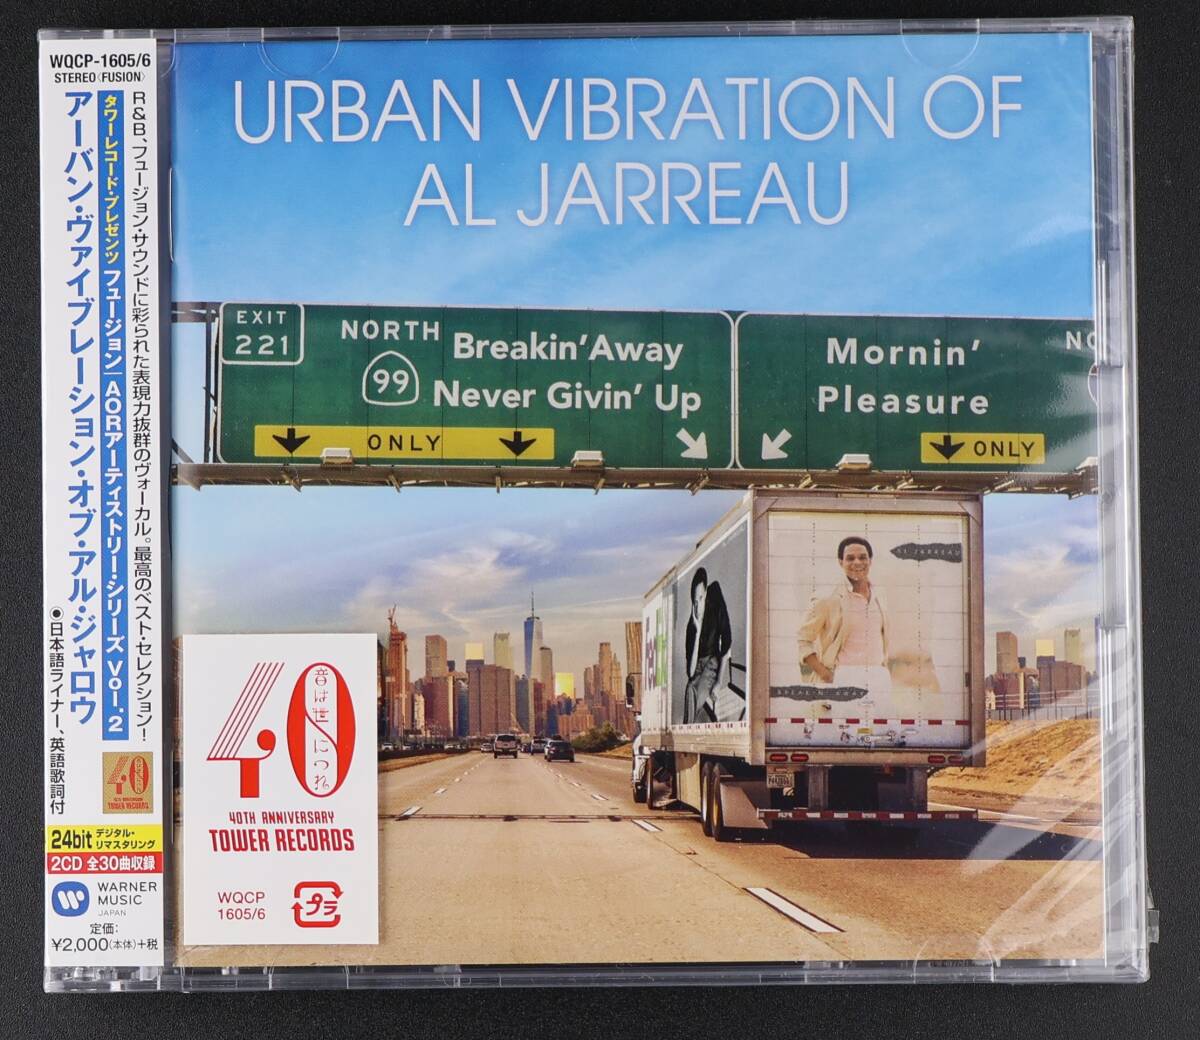 WQCP-1605/6
STEREO〈FUSION〉
R&B、フュージョン・サウンドに彩られた表現力抜群のヴォーカル。最高のベスト・セレクション!
タワーレコード・プレゼンツ フュージョン/AORアーティストリー・シリーズ Vol.2
アーバン・ヴァイブレーション・オブ・アル・ジャロウ
●日本語ライナー、英語歌詞付
40
40TH ANNIVERSARY
TOWER RECORDS
24bit デジタル・
リマスタリング
2CD 全30曲収録
WARNER
MUSIC
JAPAN
定価:
¥2,000(本体)+税
URBAN VIBRATION OF
AL JARREAU
EXIT
221
NORTH
99
Breakin' Away
Never Givin' Up
ONLY
Mornin'
Pleasure
ONLY
NO
AL JARREAU
BREAKIN' AWAY
40
音は世につれ
40TH ANNIVERSARY
TOWER RECORDS
WQCP
1605/6
プラ